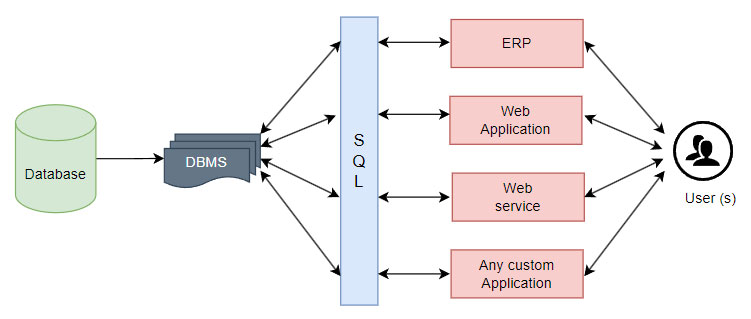 Database
DBMS
S
Q
L
ERP
Web
Application
Web
service
Any custom
Application
User (s)